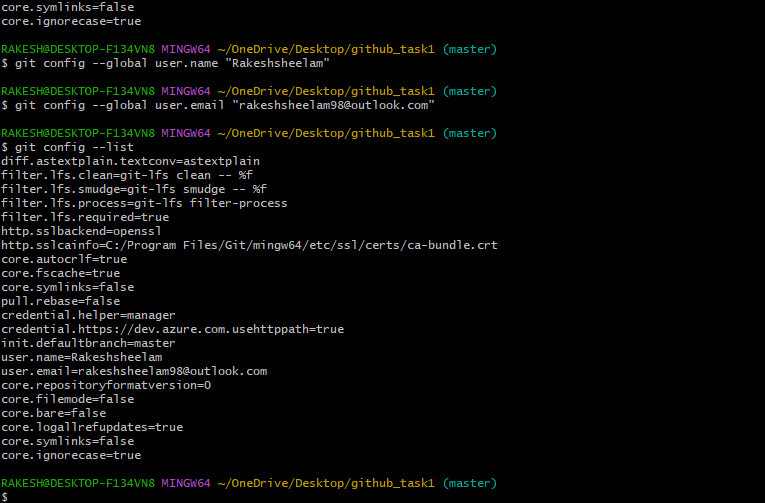 core.symlinks=false
core.ignorecase=true
RAKESH@DESKTOP-F134VN8 MINGW64 ~/OneDrive/Desktop/github_task1 (master)
$ git config --global user.name "Rakeshsheelam"
RAKESH@DESKTOP-F134VN8 MINGW64 ~/OneDrive/Desktop/github_task1 (master)
$ git config --global user.email "rakeshsheelam98@outlook.com"
RAKESH@DESKTOP-F134VN8 MINGW64 ~/OneDrive/Desktop/github_task1 (master)
$ git config --list
diff.astextplain.textconv=astextplain
filter.lfs.clean=git-lfs clean -- %f
filter.lfs.smudge=git-lfs smudge -- %f
filter.lfs.process=git-lfs filter-process
filter.lfs.required=true
http.sslbackend=openssl
http.sslcainfo=C:/Program Files/Git/mingw64/etc/ssl/certs/ca-bundle.crt
core.autocrlf=true
core.fscache=true
core.symlinks=false
pull.rebase=false
credential.helper=manager
credential.https://dev.azure.com.usehttppath=true
init.defaultbranch=master
user.name=Rakeshsheelam
user.email=rakeshsheelam98@outlook.com
core.repositoryformatversion=0
core.filemode=false
core.bare=false
core.logallrefupdates=true
core.symlinks=false
core.ignorecase=true
RAKESH@DESKTOP-F134VN8 MINGW64 ~/OneDrive/Desktop/github_task1 (master)
$